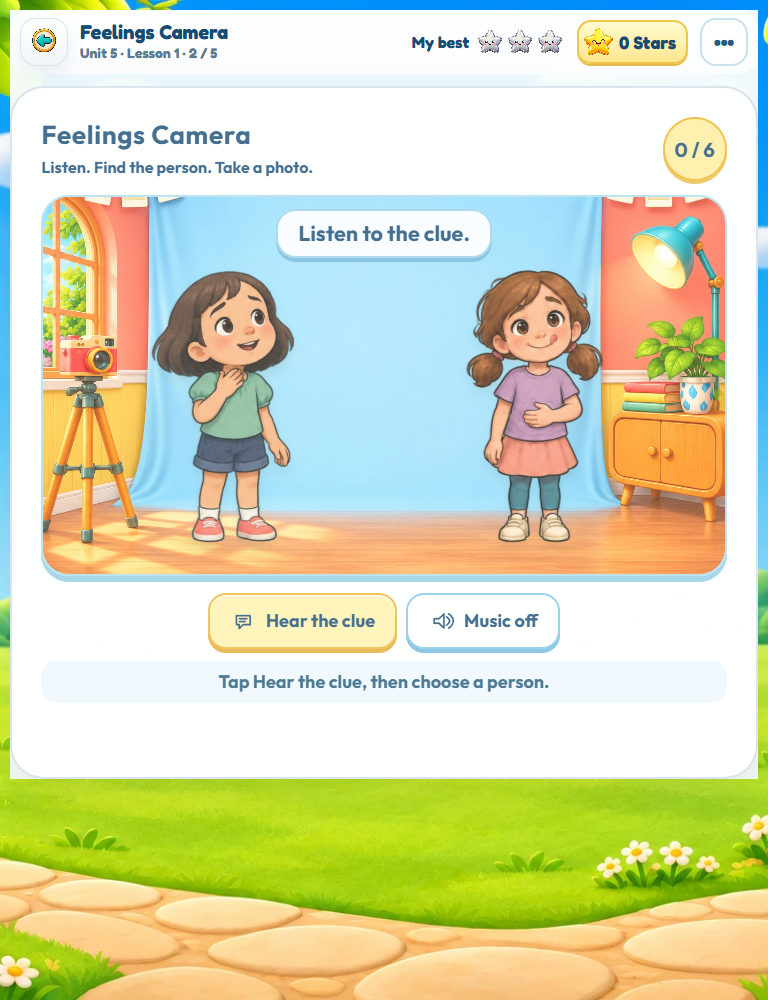 Feelings Camera
Unit 5 · Lesson 1 · 2 / 5
My best
0 Stars
Feelings Camera
Listen. Find the person. Take a photo.
0 / 6
Listen to the clue.
Hear the clue
Music off
Tap Hear the clue, then choose a person.